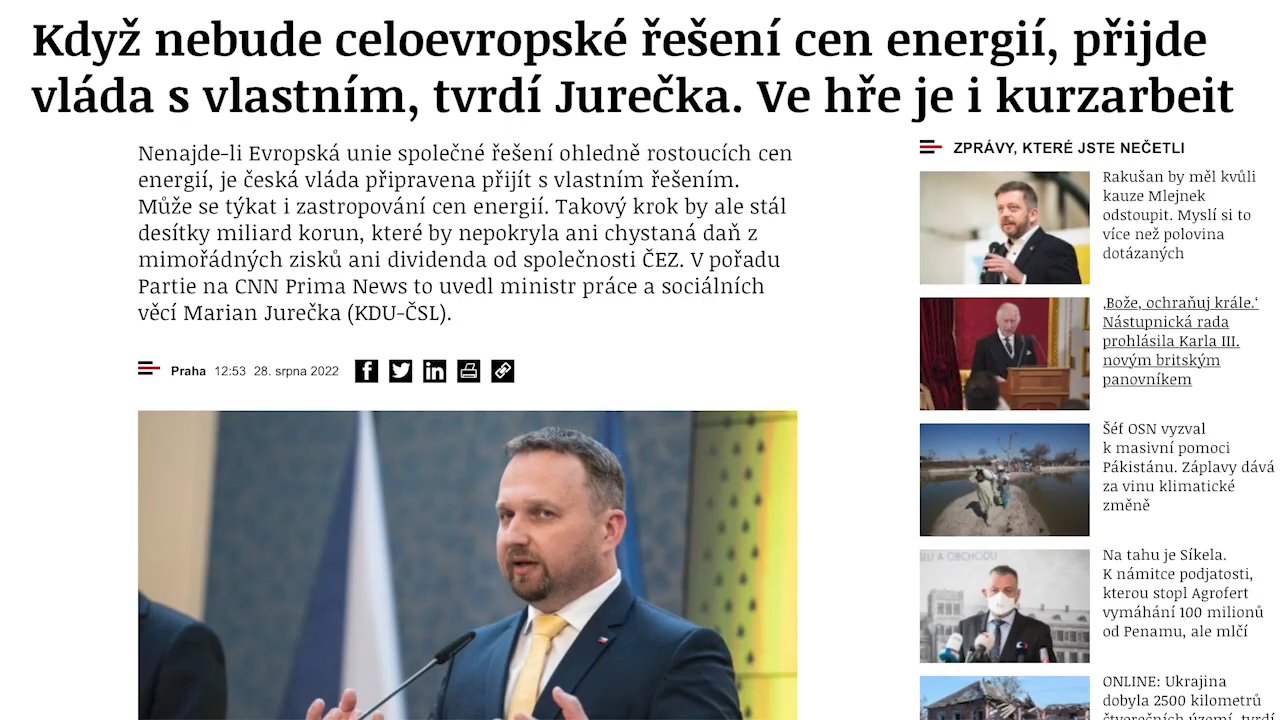 Když nebude celoevropské řešení cen energií, přijde
vláda s vlastním, tvrdí Jurečka. Ve hře je i kurzarbeit
Nenajde-li Evropská unie společné řešení ohledně rostoucích cen
energií, je česká vláda připravena přijít s vlastním řešením.
Může se týkat i zastropování cen energií. Takový krok by ale stál
desítky miliard korun, které by nepokryla ani chystaná daň z
mimořádných zisků ani dividenda od společnosti ČEZ. V pořadu
Partie na CNN Prima News to uvedl ministr práce a sociálních
věcí Marian Jurečka (KDU-ČSL).
Praha 12:53 28. srpna 2022
ZPRÁVY, KTERÉ JSTE NEČETLI
Rakušan by měl kvůli
kauze Mlejnek
odstoupit. Myslí si to
více než polovina
dotázaných
‚Bože, ochraňuj krále.‘
Nástupnická rada
prohlásila Karla III.
novým britským
panovníkem
Šéf OSN vyzval
k masivní pomoci
Pákistánu. Záplavy dává
za vinu klimatické
změně
A OBCHODU
Na tahu je Síkela.
K námitce podjatosti,
kterou stopl Agrofert
vymáhání 100 milionů
od Penamu, ale mlčí
ONLINE: Ukrajina
dobyla 2500 kilometrů
čtverečních území, tvrdí